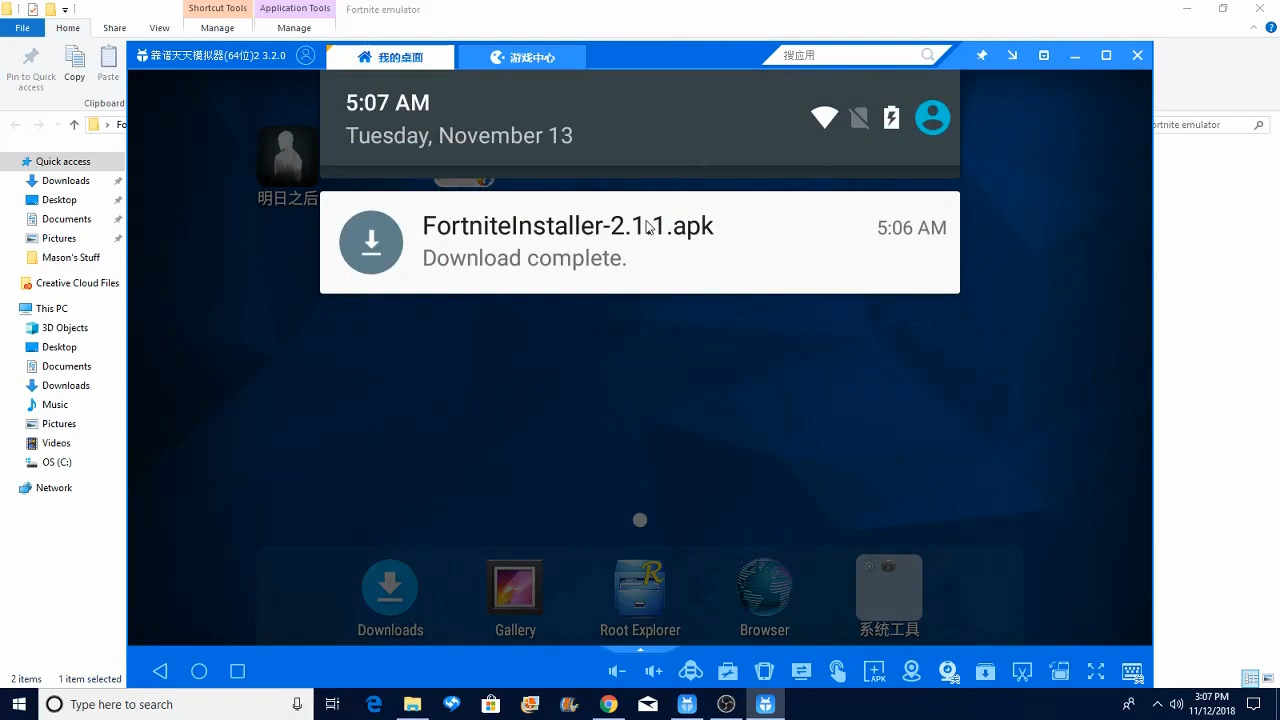 Shortcut Tools
Application Tools
Fortnite emulator
File
Home
Share
View
Manage
Manage
Pin to Quick access
Copy
Paste
Clipboard
靠谱天天模拟器(64位)2 3.2.0
我的桌面
游戏中心
搜应用
Fo
ortnite emulator
Quick access
Downloads
Desktop
Documents
Pictures
Mason's Stuff
Creative Cloud Files
This PC
3D Objects
Desktop
Documents
Downloads
Music
Pictures
Videos
OS (C:)
Network
5:07 AM
Tuesday, November 13
明日之后
FortniteInstaller-2.1.1.apk
5:06 AM
Download complete.
Downloads
Gallery
Root Explorer
Browser
系统工具
APK
2 items
1 item selected
Type here to search
3:07 PM
11/12/2018